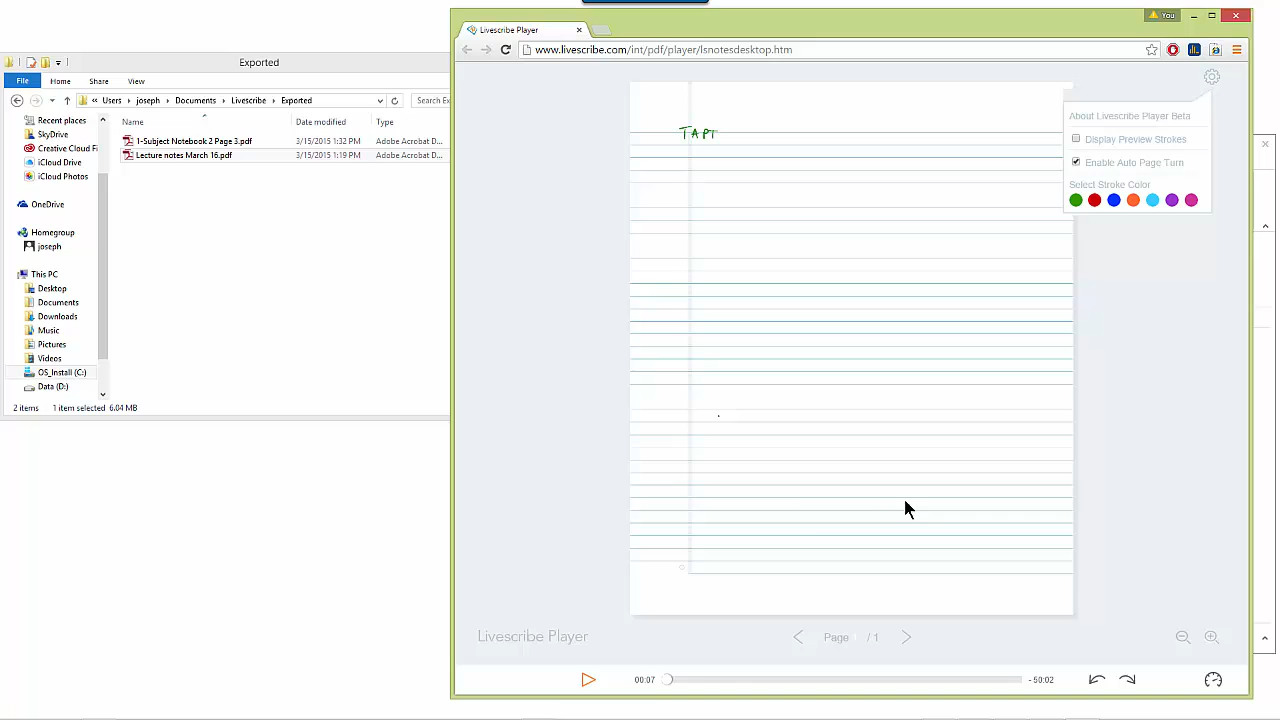 You
Livescribe Player
www.livescribe.com/int/pdf/player/lsnotesdesktop.htm
Exported
File Home Share View
Users joseph Documents Livescribe Exported
Search Ex
Name Date modified Type
Recent places
SkyDrive
Creative Cloud Fi
iCloud Drive
iCloud Photos
OneDrive
Homegroup
joseph
This PC
Desktop
Documents
Downloads
Music
Pictures
Videos
OS_Install (C:)
Data (D:)
1-Subject Notebook 2 Page 3.pdf 3/15/2015 1:32 PM Adobe Acrobat D...
Lecture notes March 16.pdf 3/15/2015 1:19 PM Adobe Acrobat D...
2 items 1 item selected 6.04 MB
TAPI
About Livescribe Player Beta
Display Preview Strokes
Enable Auto Page Turn
Select Stroke Color
Livescribe Player
Page / 1
00:07 - 50:02